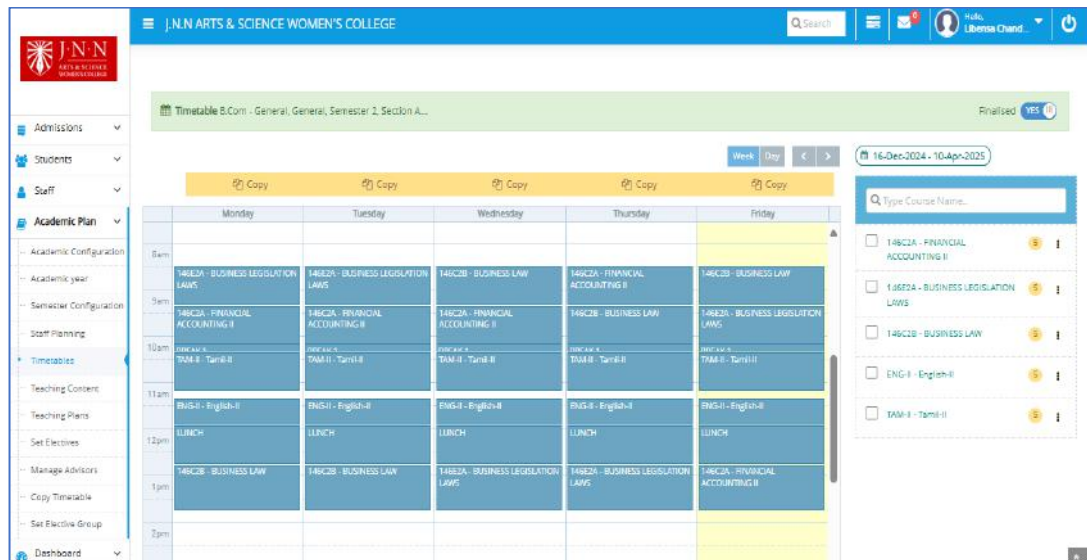 J.N.N ARTS & SCIENCE WOMEN'S COLLEGE
Search
0
Hello,
Libensa Chand...
J·N·N
ARTS & SCIENCE
WOMEN'S COLLEGE
Timetable B.Com - General, General, Semester 2, Section A...
Finalised YES
Admissions
Students
Staff
Academic Plan
Academic Configuration
Academic year
Semester Configuration
Staff Planning
Timetables
Teaching Content
Teaching Plans
Set Electives
Manage Advisors
Copy Timetable
Set Elective Group
Dashboard
Week Day
16-Dec-2024 - 10-Apr-2025
Copy Copy Copy Copy Copy
Monday Tuesday Wednesday Thursday Friday
8am
146E2A - BUSINESS LEGISLATION LAWS
146E2A - BUSINESS LEGISLATION LAWS
146C2B - BUSINESS LAW
146C2A - FINANCIAL ACCOUNTING II
146C2B - BUSINESS LAW
9am
146C2A - FINANCIAL ACCOUNTING II
146C2A - FINANCIAL ACCOUNTING II
146C2A - FINANCIAL ACCOUNTING II
146C2B - BUSINESS LAW
146E2A - BUSINESS LEGISLATION LAWS
10am
TAM-II - Tamil-II TAM-II - Tamil-II TAM-II - Tamil-II TAM-II - Tamil-II TAM-II - Tamil-II
11am
ENG-II - English-II ENG-II - English-II ENG-II - English-II ENG-II - English-II ENG-II - English-II
LUNCH LUNCH LUNCH LUNCH LUNCH
12pm
146C2B - BUSINESS LAW
146C2B - BUSINESS LAW
146E2A - BUSINESS LEGISLATION LAWS
146E2A - BUSINESS LEGISLATION LAWS
146C2A - FINANCIAL ACCOUNTING II
1pm
2pm
Type Course Name..
146C2A - FINANCIAL ACCOUNTING II 5
146E2A - BUSINESS LEGISLATION LAWS 5
146C2B - BUSINESS LAW 5
ENG-II - English-II 5
TAM-II - Tamil-II 5